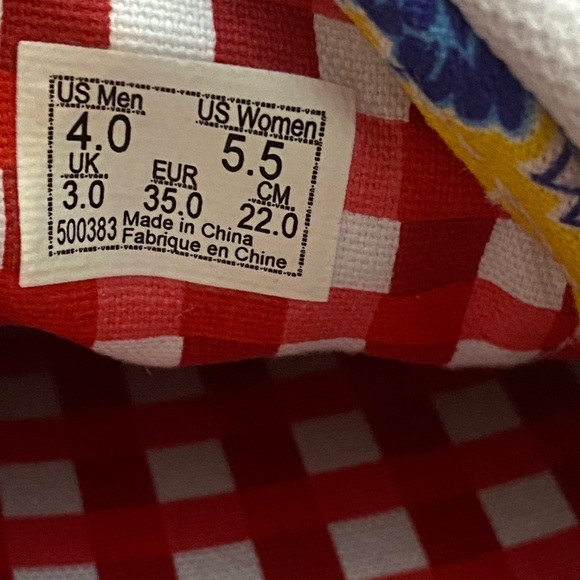 US Men US Women
4.0 5.5
UK EUR CM
3.0 35.0 22.0
500383 Made in China
Fabrique en Chine